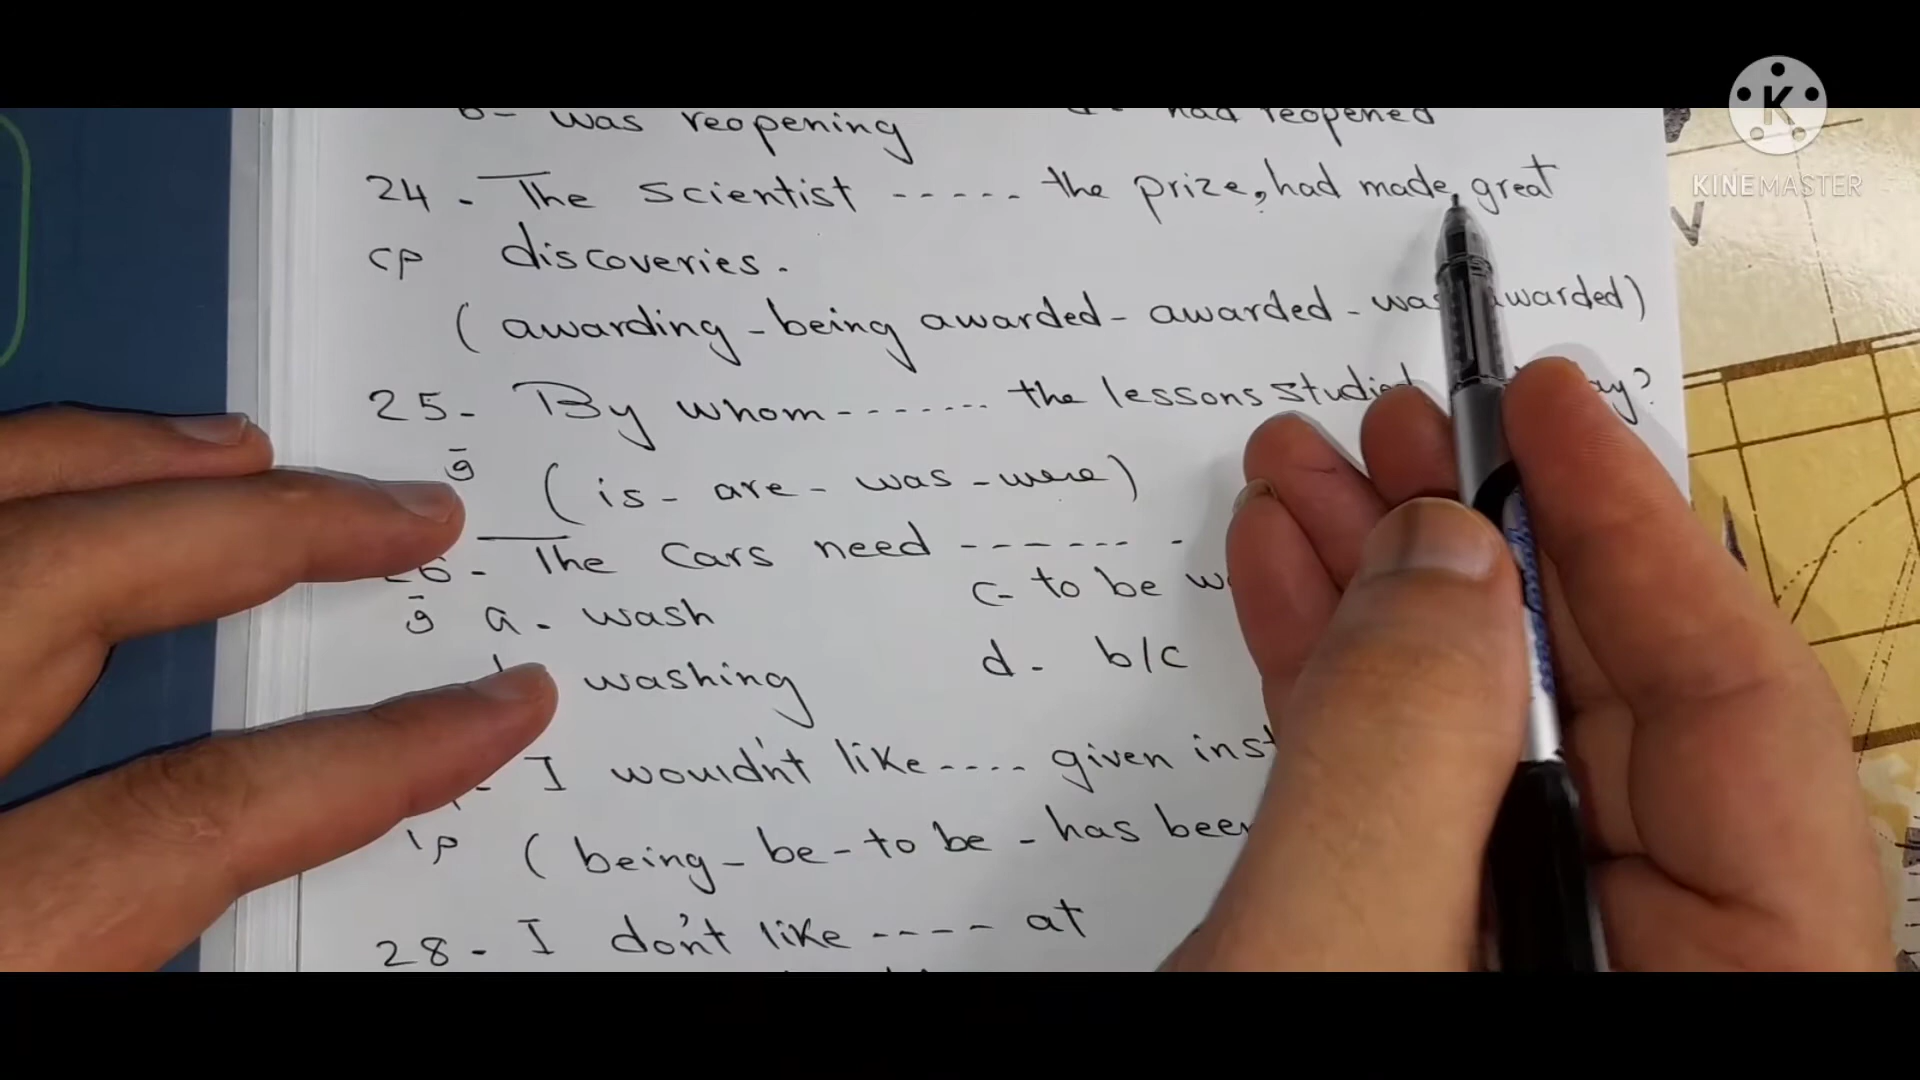 was reopening had reopened
KINEMASTER
24 - The scientist ----- the prize, had made great
cp discoveries.
(awarding - being awarded - awarded - was awarded)
25 - By whom ------- the lessons studied
(is - are - was - were)
26 - The Cars need ------ -
a - wash c - to be
washing d - b/c
I wouldn't like ---- given
(being - be - to be - has been
28 - I don't like ---- at